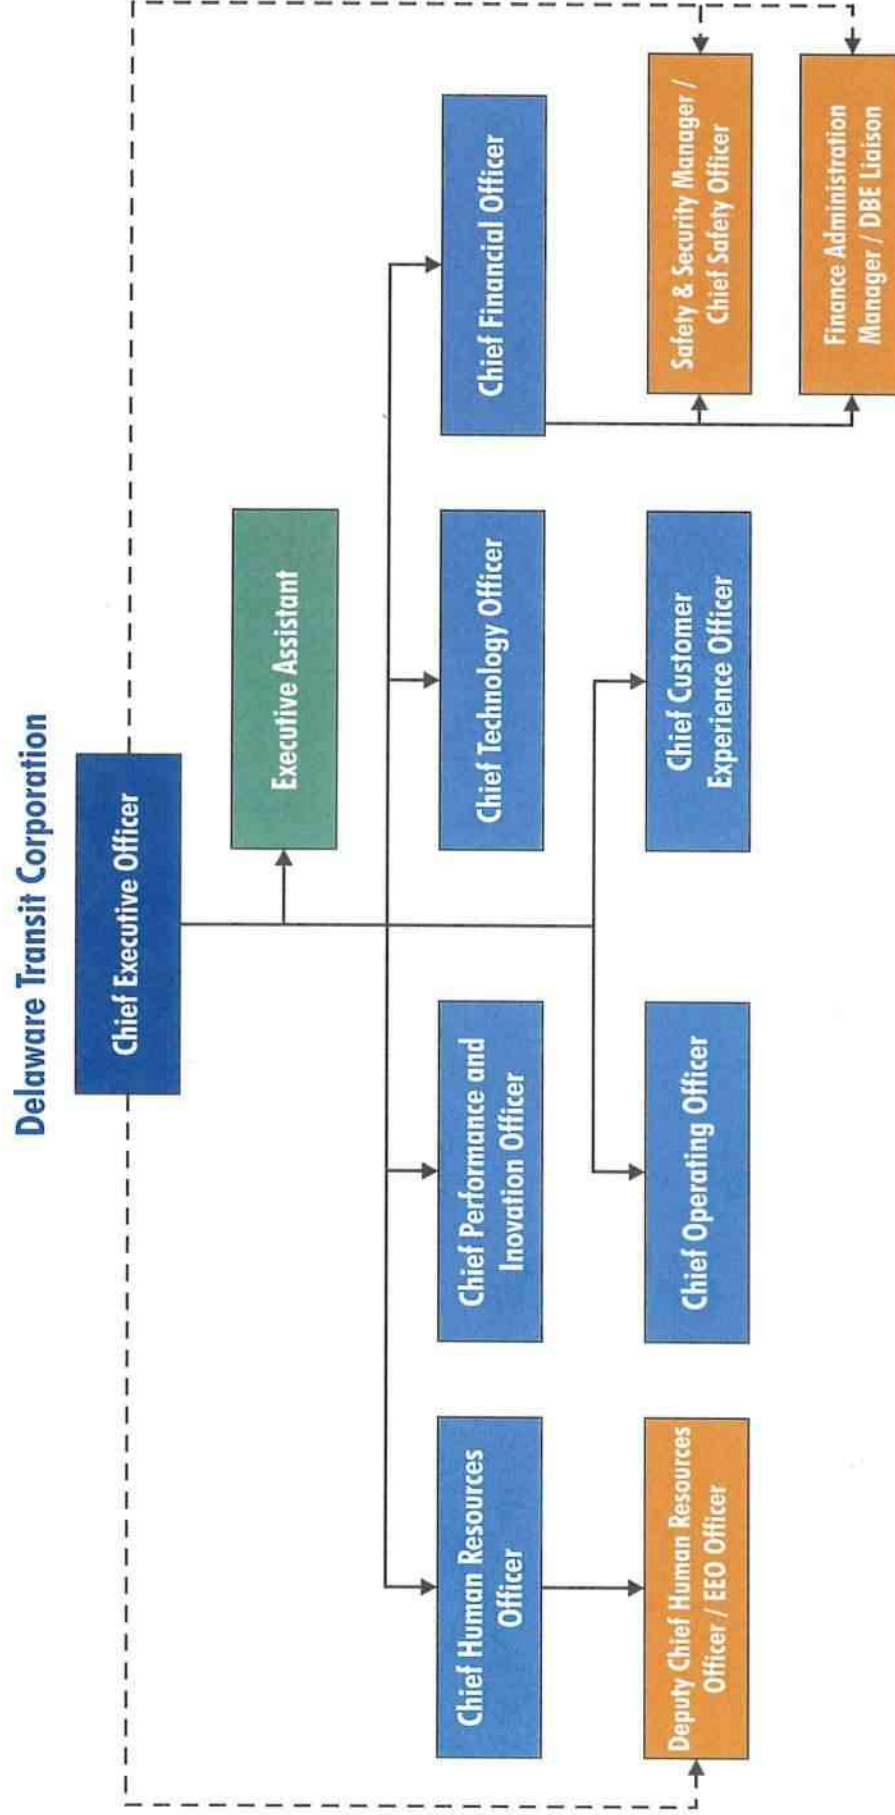 Delaware Transit Corporation
Chief Executive Officer
Executive Assistant
Chief Human Resources
Officer
Chief Performance and
Inovation Officer
Chief Technology Officer
Chief Financial Officer
Deputy Chief Human Resources
Officer / EEO Officer
Chief Operating Officer
Chief Customer
Experience Officer
Safety & Security Manager /
Chief Safety Officer
Finance Administration
Manager / DBE Liaison